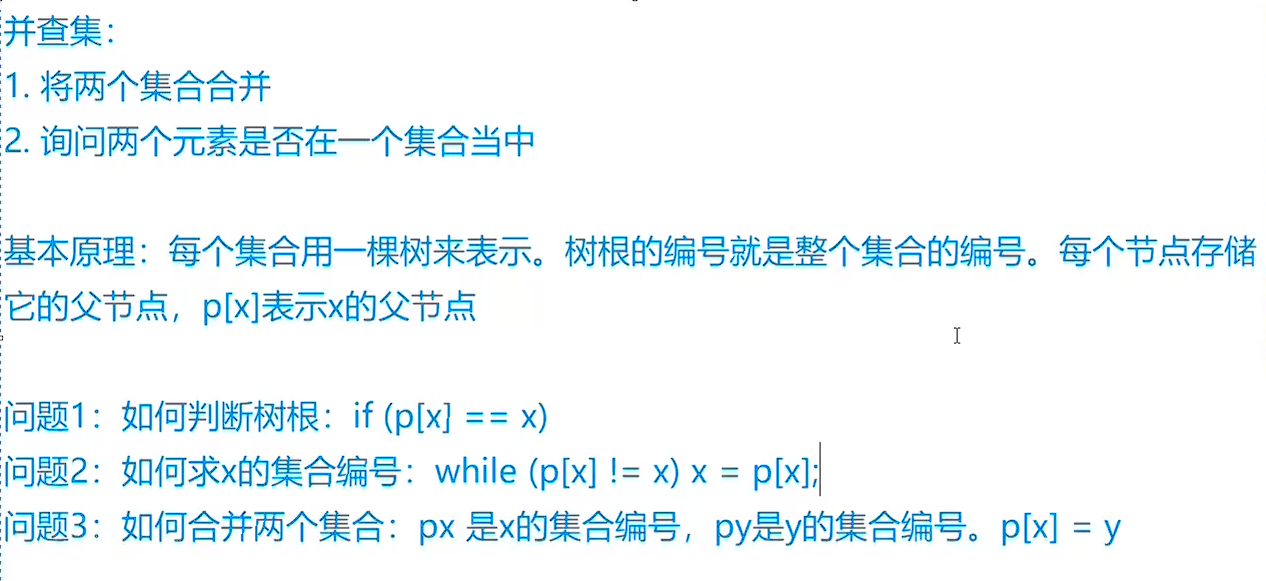 并查集：
1. 将两个集合合并
2. 询问两个元素是否在一个集合当中
基本原理：每个集合用一棵树来表示。树根的编号就是整个集合的编号。每个节点存储
它的父节点，p[x]表示x的父节点
问题1：如何判断树根：if (p[x] == x)
问题2：如何求x的集合编号：while (p[x] != x) x = p[x];
问题3：如何合并两个集合：px 是x的集合编号，py是y的集合编号。p[x] = y